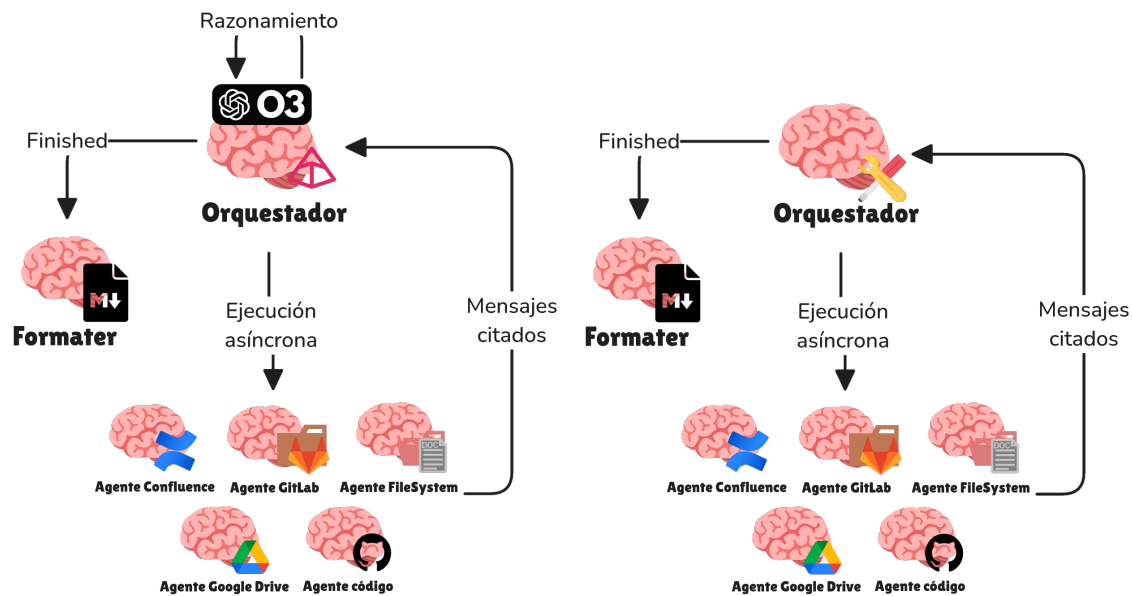 Razonamiento
O3
Finished
Orquestador
Ejecución
asíncrona
Mensajes
citados
M
Formater
DOC
Agente Confluence
Agente GitLab
Agente FileSystem
Agente Google Drive
Agente código
Finished
Orquestador
Ejecución
asíncrona
Mensajes
citados
M
Formater
DOC
Agente Confluence
Agente GitLab
Agente FileSystem
Agente Google Drive
Agente código